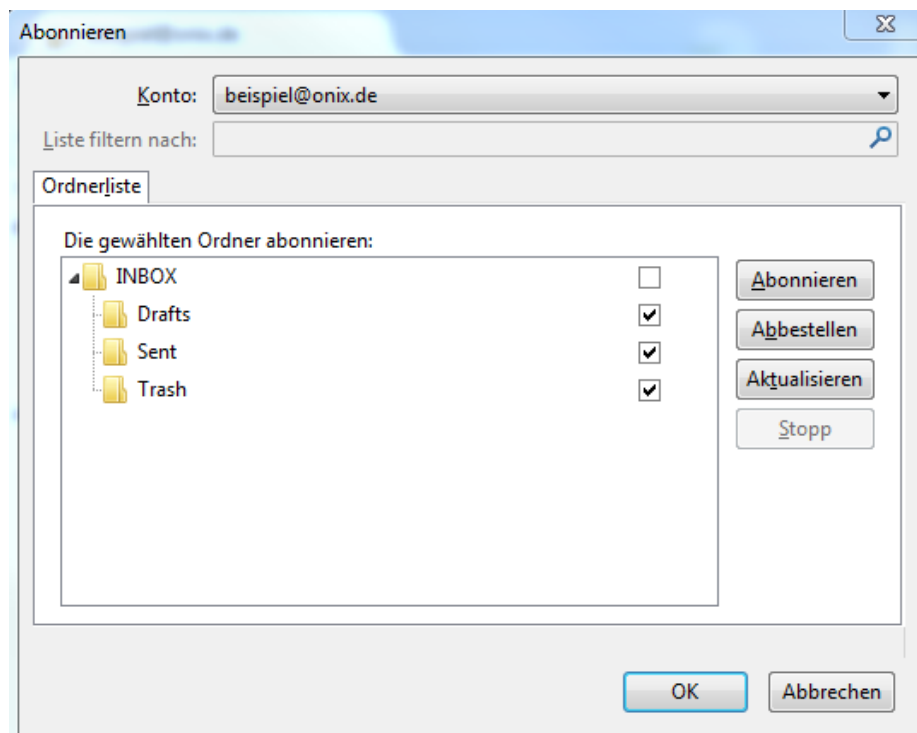 Abonnieren
Konto: beispiel@onix.de
Liste filtern nach:
Ordnerliste
Die gewählten Ordner abonnieren:
INBOX
Drafts
Sent
Trash
Abonnieren
Abbestellen
Aktualisieren
Stopp
OK Abbrechen